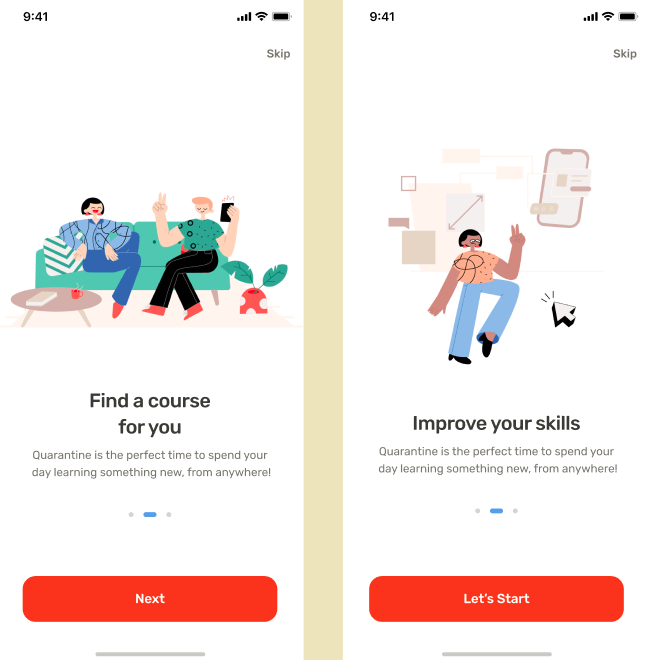 9:41
Skip
Find a course
for you
Quarantine is the perfect time to spend your
day learning something new, from anywhere!
Next
9:41
Skip
Improve your skills
Quarantine is the perfect time to spend your
day learning something new, from anywhere!
Let's Start